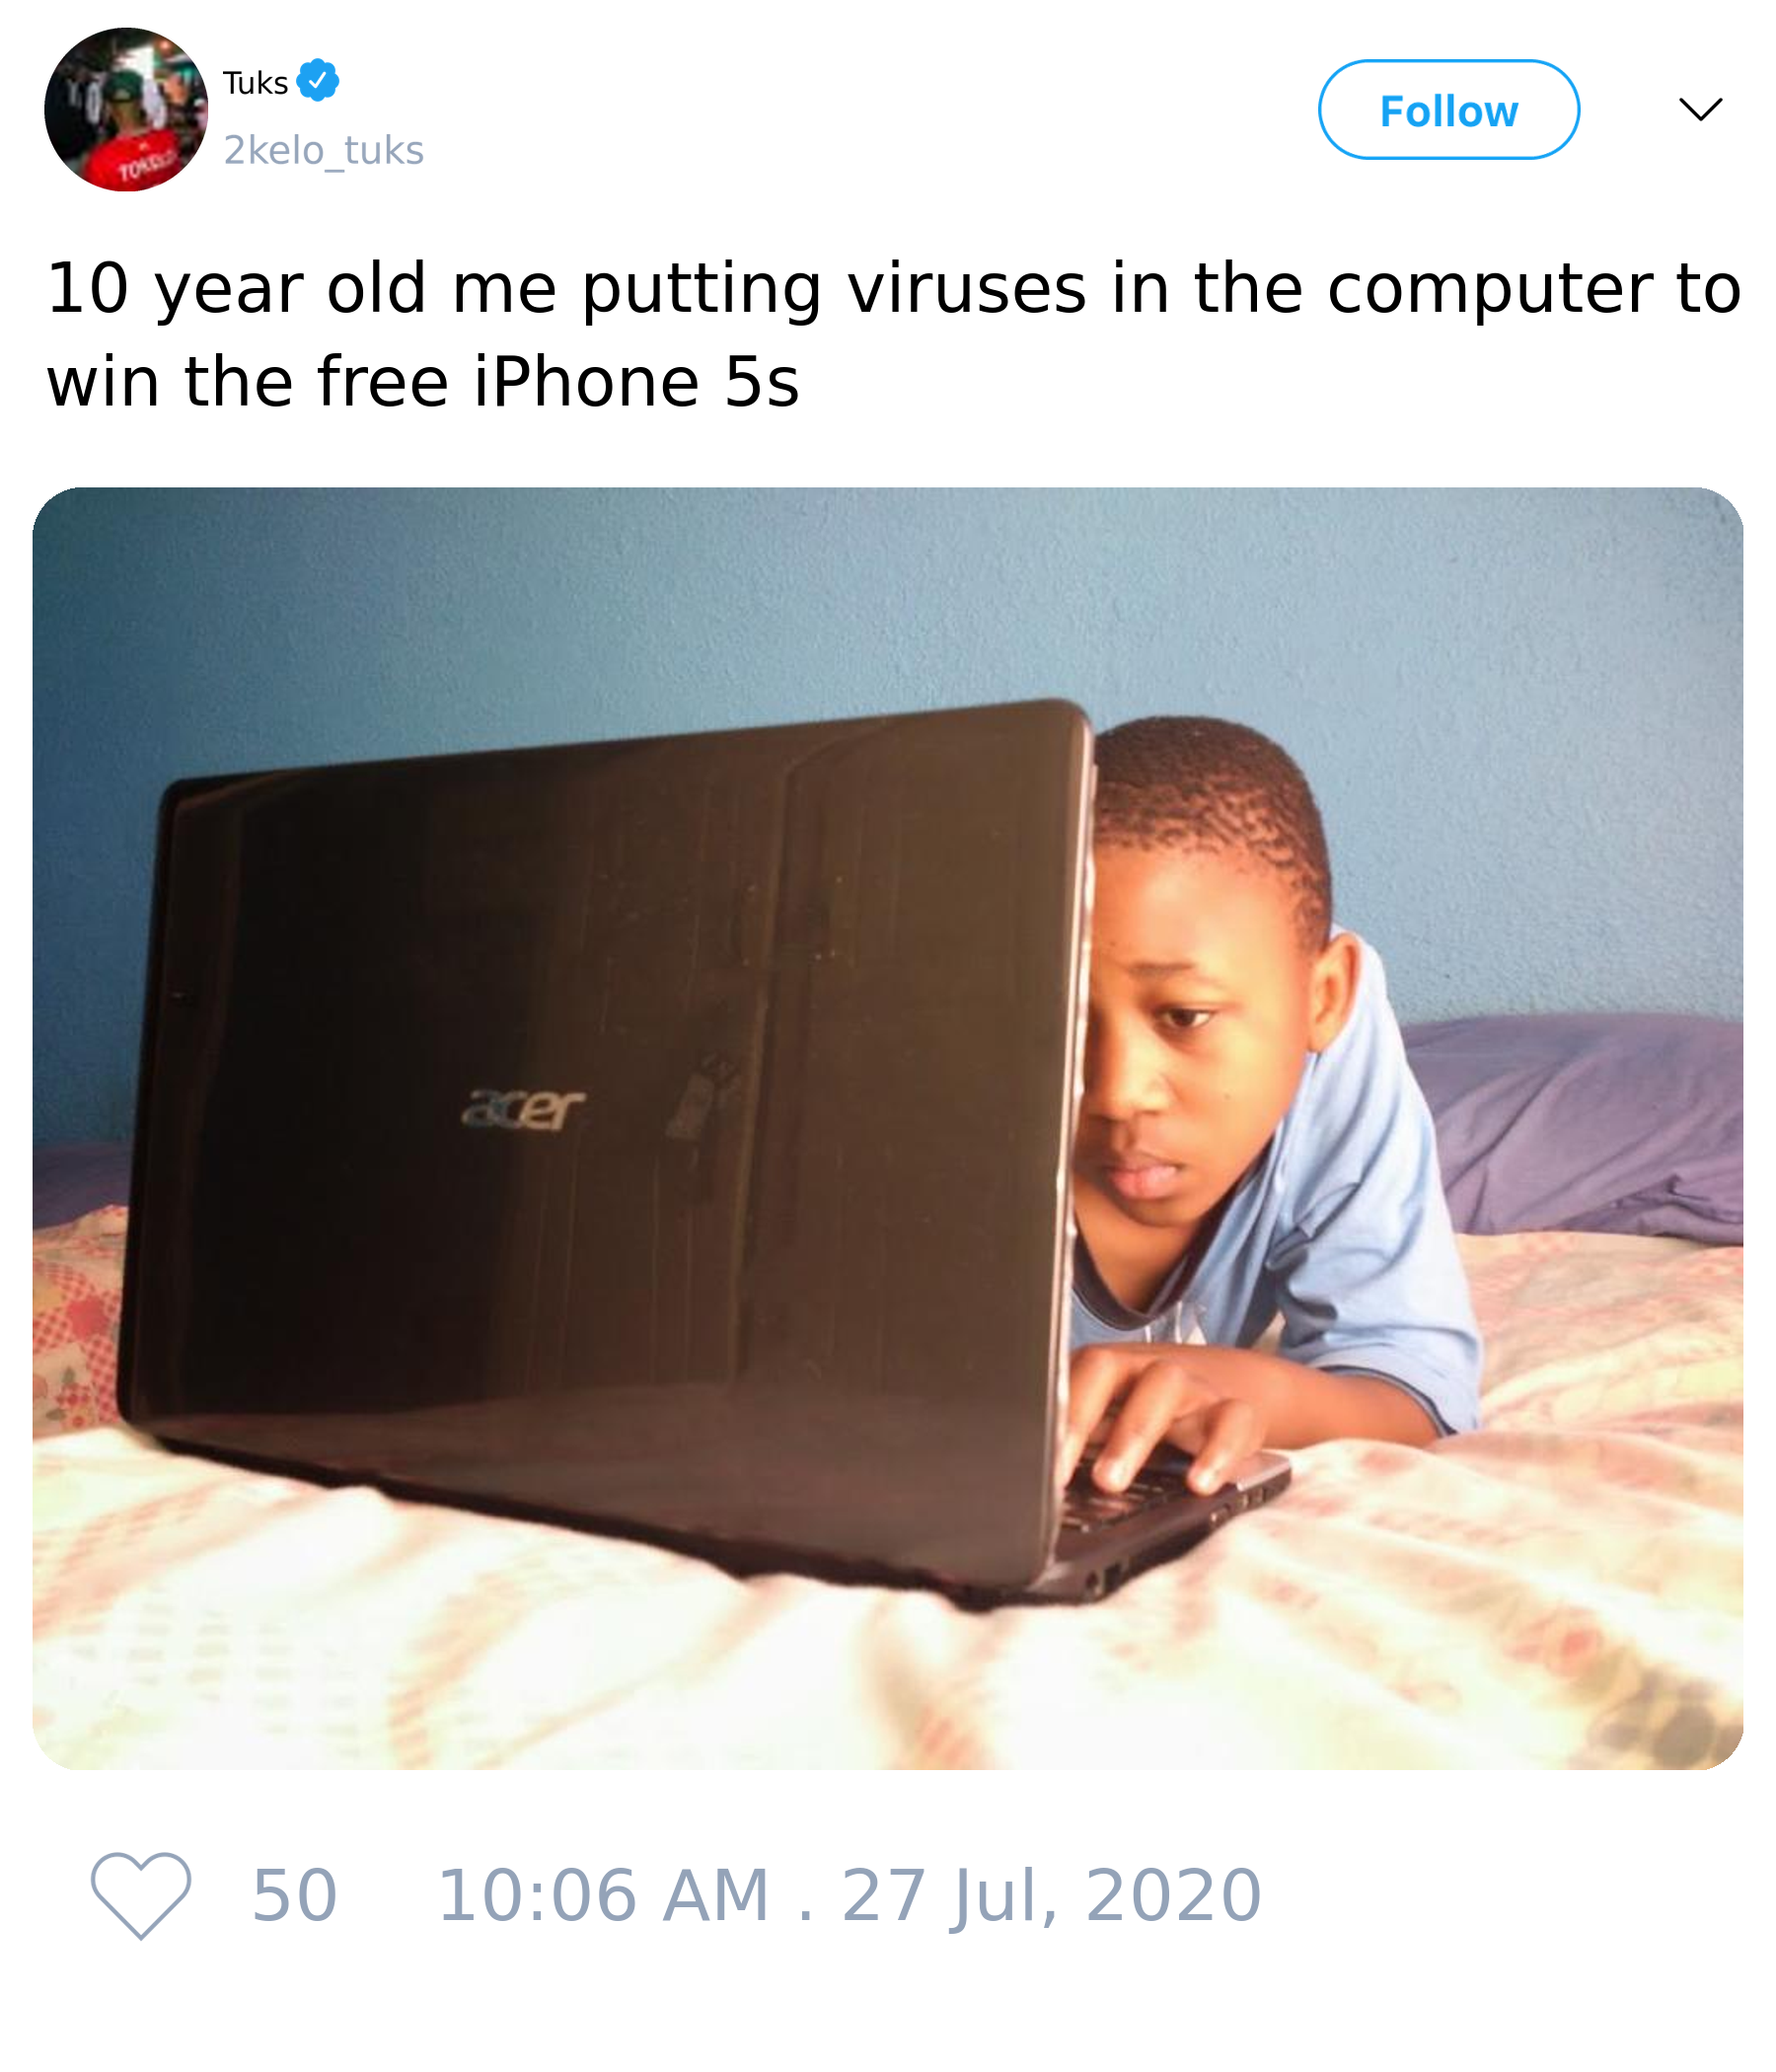 Tuks
2kelo_tuks
Follow
10 year old me putting viruses in the computer to
win the free iPhone 5s
acer
50 10:06 AM . 27 Jul, 2020